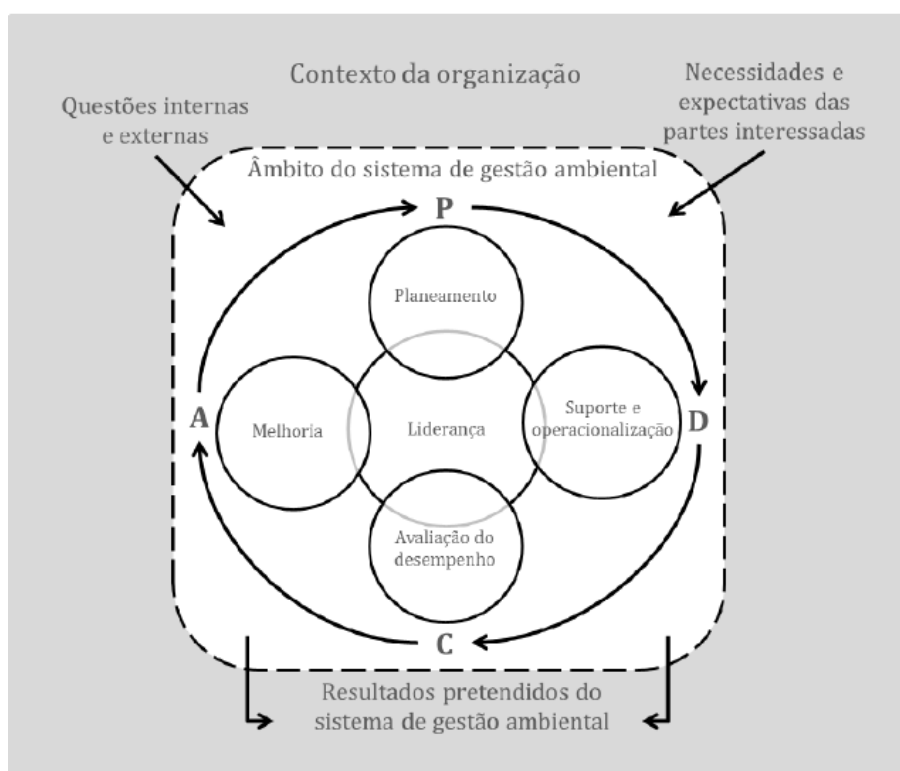 Contexto da organização
Questões internas
e externas
Necessidades e
expectativas das
partes interessadas
Âmbito do sistema de gestão ambiental
P
Planeamento
A
Melhoria
Liderança
Suporte e
operacionalização
D
Avaliação do
desempenho
C
Resultados pretendidos do
sistema de gestão ambiental